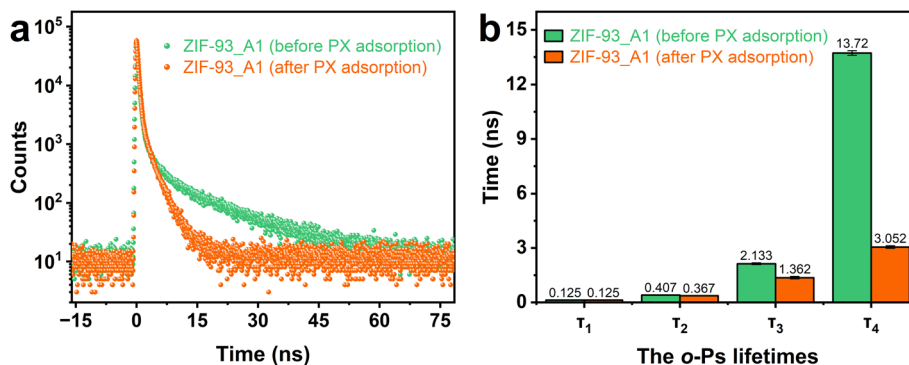 a
ZIF-93_A1 (before PX adsorption)
ZIF-93_A1 (after PX adsorption)
Counts
10⁵
10⁴
10³
10²
10¹
−15 0 15 30 45 60 75
Time (ns)
b
ZIF-93_A1 (before PX adsorption)
ZIF-93_A1 (after PX adsorption)
Time (ns)
15
12
9
6
3
0
0.125 0.125
0.407 0.367
2.133
1.362
13.72
3.052
τ₁ τ₂ τ₃ τ₄
The o-Ps lifetimes